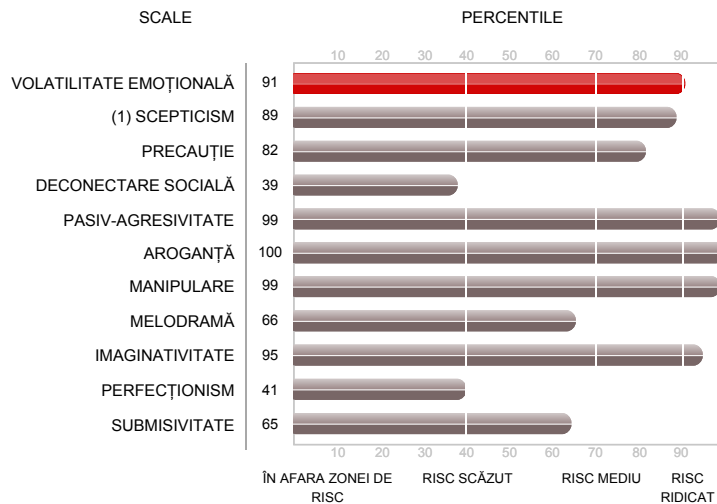 SCALE PERCENTILE
10 20 30 40 50 60 70 80 90
VOLATILITATE EMOȚIONALĂ 91
(1) SCEPTICISM 89
PRECAUȚIE 82
DECONECTARE SOCIALĂ 39
PASIV-AGRESIVITATE 99
AROGANȚĂ 100
MANIPULARE 99
MELODRAMĂ 66
IMAGINATIVITATE 95
PERFECȚIONISM 41
SUBMISIVITATE 65
10 20 30 40 50 60 70 80 90
ÎN AFARA ZONEI DE RISC SCĂZUT RISC MEDIU RISC
RISC RIDICAT